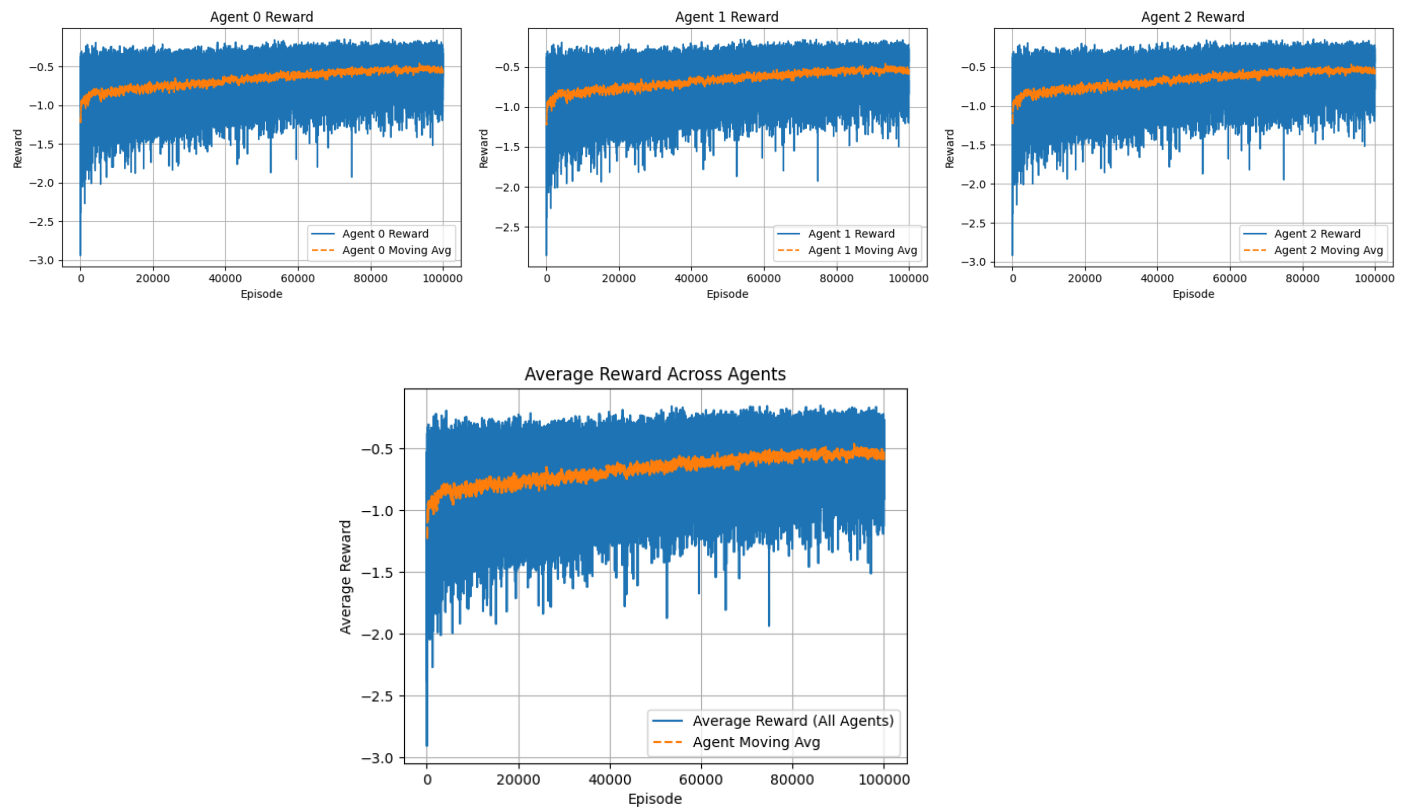 Agent 0 Reward
Reward
−0.5
−1.0
−1.5
−2.0
−2.5
−3.0
0 20000 40000 60000 80000 100000
Episode
Agent 0 Reward
Agent 0 Moving Avg
Agent 1 Reward
Reward
−0.5
−1.0
−1.5
−2.0
−2.5
0 20000 40000 60000 80000 100000
Episode
Agent 1 Reward
Agent 1 Moving Avg
Agent 2 Reward
Reward
−0.5
−1.0
−1.5
−2.0
−2.5
−3.0
0 20000 40000 60000 80000 100000
Episode
Agent 2 Reward
Agent 2 Moving Avg
Average Reward Across Agents
Average Reward
−0.5
−1.0
−1.5
−2.0
−2.5
−3.0
0 20000 40000 60000 80000 100000
Episode
Average Reward (All Agents)
Agent Moving Avg